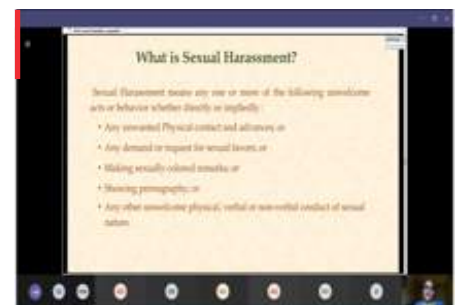 What is Sexual Harassment?
Sexual Harassment means any one or more of the following unwelcome
acts or behavior whether directly or impliedly
• Any unwanted Physical contact and advances; or
• Any demand or request for sexual favors; or
• Making sexually colored remarks; or
• Showing pornography; or
• Any other unwelcome physical, verbal or non-verbal conduct of sexual
nature